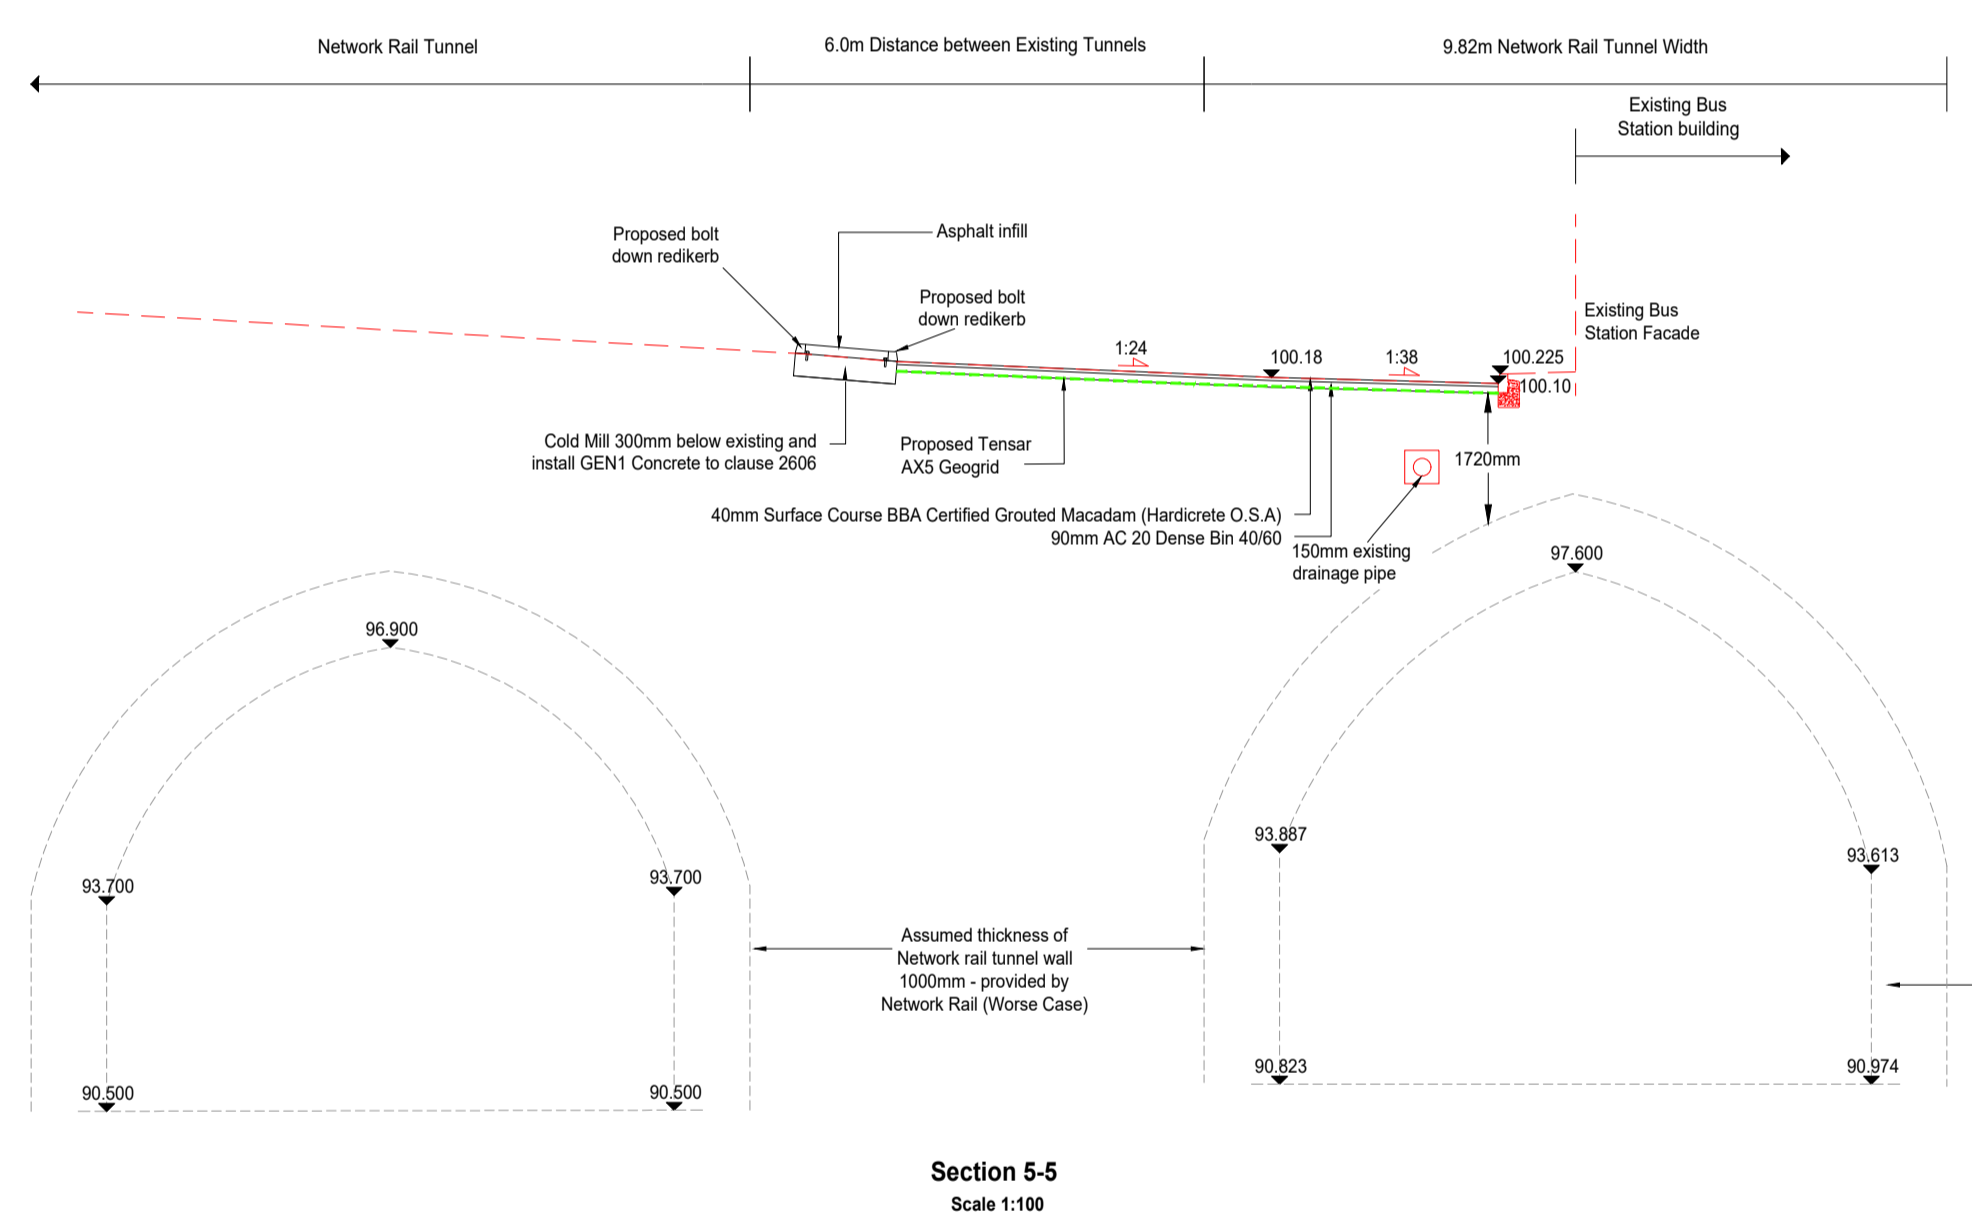 Network Rail Tunnel
6.0m Distance between Existing Tunnels
9.82m Network Rail Tunnel Width
Existing Bus
Station building
Proposed bolt
down redikerb
Asphalt infill
Proposed bolt
down redikerb
Existing Bus
Station Facade
1:24
100.18
1:38
100.225
100.10
Cold Mill 300mm below existing and
install GEN1 Concrete to clause 2606
Proposed Tensar
AX5 Geogrid
1720mm
40mm Surface Course BBA Certified Grouted Macadam (Hardicrete O.S.A)
90mm AC 20 Dense Bin 40/60
150mm existing
drainage pipe
97.600
96.900
93.887
93.613
93.700
93.700
Assumed thickness of
Network rail tunnel wall
1000mm - provided by
Network Rail (Worse Case)
90.823
90.974
90.500
90.500
Section 5-5
Scale 1:100